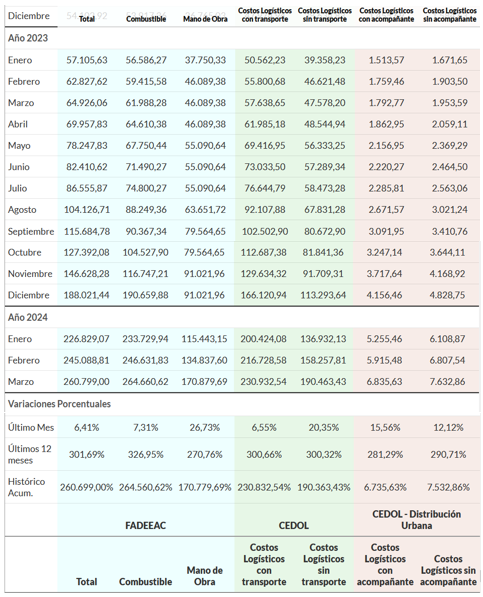 Total Combustible Mano de Obra Costos Logísticos con transporte Costos Logísticos sin transporte Costos Logísticos con acompañante Costos Logísticos sin acompañante
Diciembre
Año 2023
Enero 57.105,63 56.586,27 37.750,33 50.562,23 39.358,23 1.513,57 1.671,65
Febrero 62.827,62 59.415,58 46.089,38 55.800,68 46.621,48 1.759,46 1.903,50
Marzo 64.926,06 61.988,28 46.089,38 57.638,65 47.578,20 1.792,77 1.953,59
Abril 69.957,83 64.610,38 46.089,38 61.985,18 48.544,94 1.862,95 2.059,11
Mayo 78.247,83 67.750,44 55.090,64 69.416,95 56.333,25 2.156,95 2.369,29
Junio 82.410,62 71.490,27 55.090,64 73.033,50 57.289,34 2.220,27 2.464,50
Julio 86.555,87 74.800,27 55.090,64 76.644,79 58.473,28 2.285,81 2.563,06
Agosto 104.126,71 88.249,36 63.651,72 92.107,88 67.831,28 2.671,57 3.021,24
Septiembre 115.684,78 90.367,34 79.564,65 102.502,90 80.672,90 3.091,95 3.410,76
Octubre 127.392,08 104.527,90 79.564,65 112.687,38 81.841,36 3.247,14 3.644,11
Noviembre 146.628,28 116.747,21 91.021,96 129.634,32 91.709,31 3.717,64 4.168,92
Diciembre 188.021,44 190.659,88 91.021,96 166.120,94 113.293,64 4.156,46 4.828,75
Año 2024
Enero 226.829,07 233.729,94 115.443,15 200.424,08 136.932,13 5.255,46 6.108,87
Febrero 245.088,81 246.631,83 134.837,60 216.728,58 158.257,81 5.915,48 6.807,54
Marzo 260.799,00 264.660,62 170.879,69 230.932,54 190.463,43 6.835,63 7.632,86
Variaciones Porcentuales
Último Mes 6,41% 7,31% 26,73% 6,55% 20,35% 15,56% 12,12%
Últimos 12 meses 301,69% 326,95% 270,76% 300,66% 300,32% 281,29% 290,71%
Histórico Acum. 260.699,00% 264.560,62% 170.779,69% 230.832,54% 190.363,43% 6.735,63% 7.532,86%
FADEEAC CEDOL CEDOL - Distribución Urbana
Total Combustible Mano de Obra Costos Logísticos con transporte Costos Logísticos sin transporte Costos Logísticos con acompañante Costos Logísticos sin acompañante